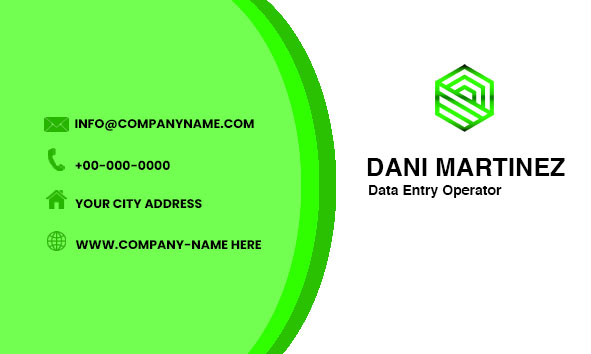 INFO@COMPANYNAME.COM
+00-000-0000
YOUR CITY ADDRESS
WWW.COMPANY-NAME HERE
DANI MARTINEZ
Data Entry Operator